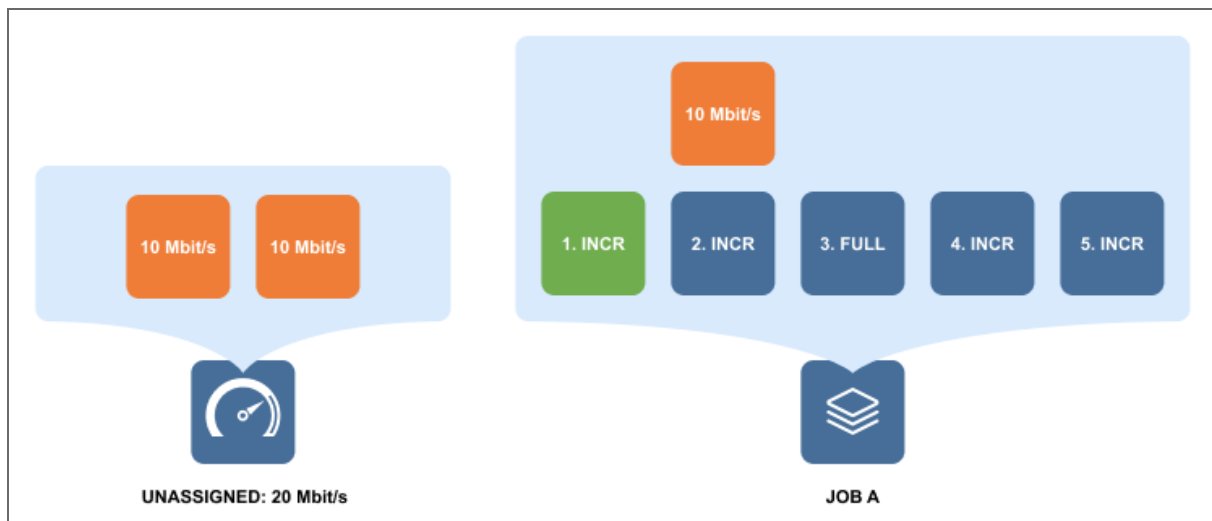 10 Mbit/s
10 Mbit/s 10 Mbit/s
UNASSIGNED: 20 Mbit/s
1. INCR 2. INCR 3. FULL 4. INCR 5. INCR
JOB A